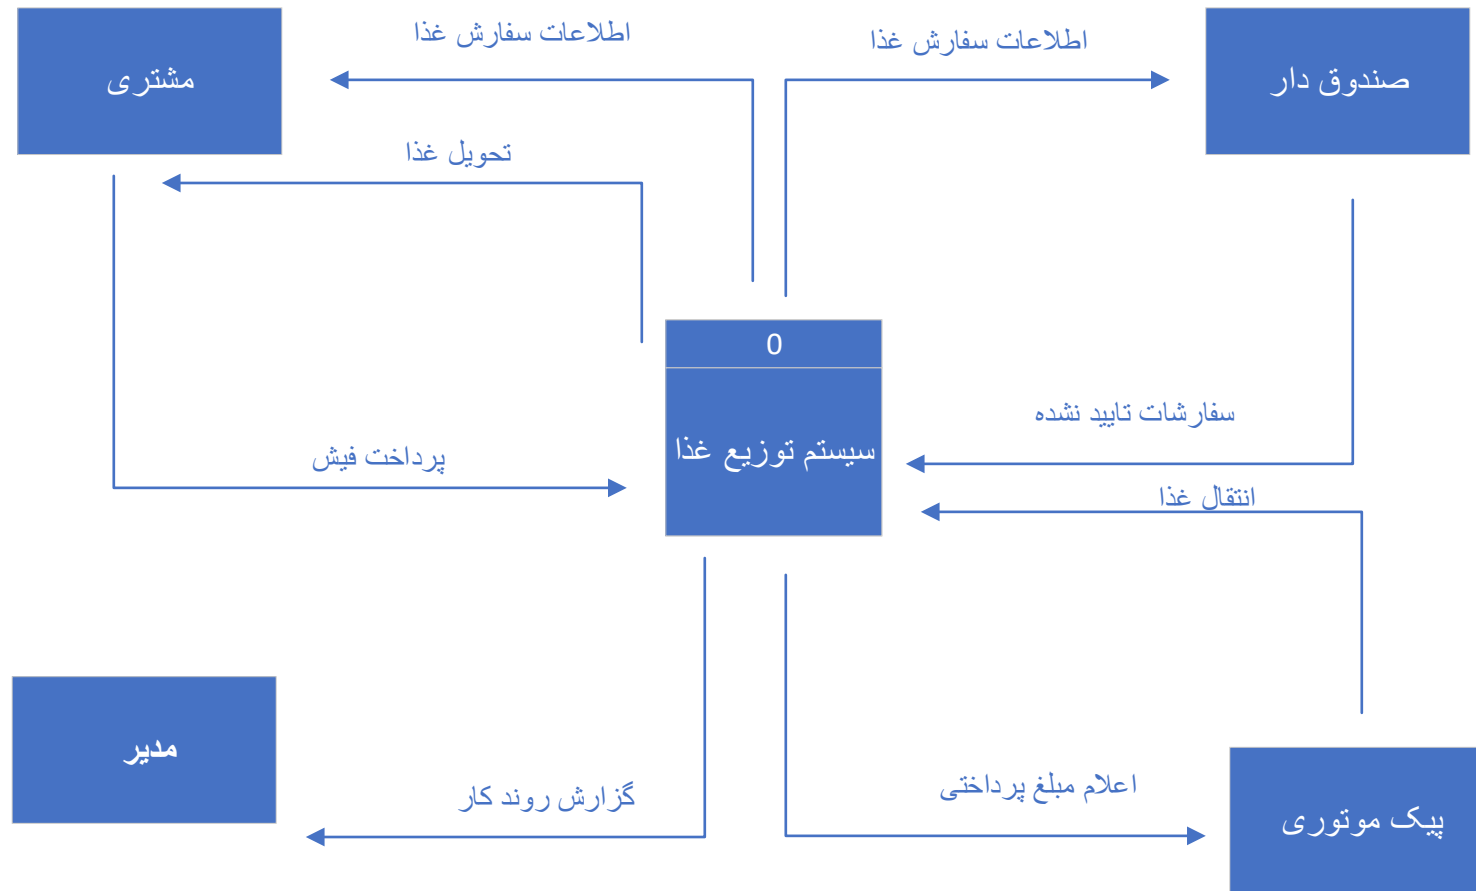 اطلاعات سفارش غذا
اطلاعات سفارش غذا
صندوق دار
مشتری
تحویل غذا
0
سیستم توزیع غذا
سفارشات تایید نشده
پرداخت فیش
انتقال غذا
مدیر
گزارش روند کار
اعلام مبلغ پرداختی
پیک موتوری